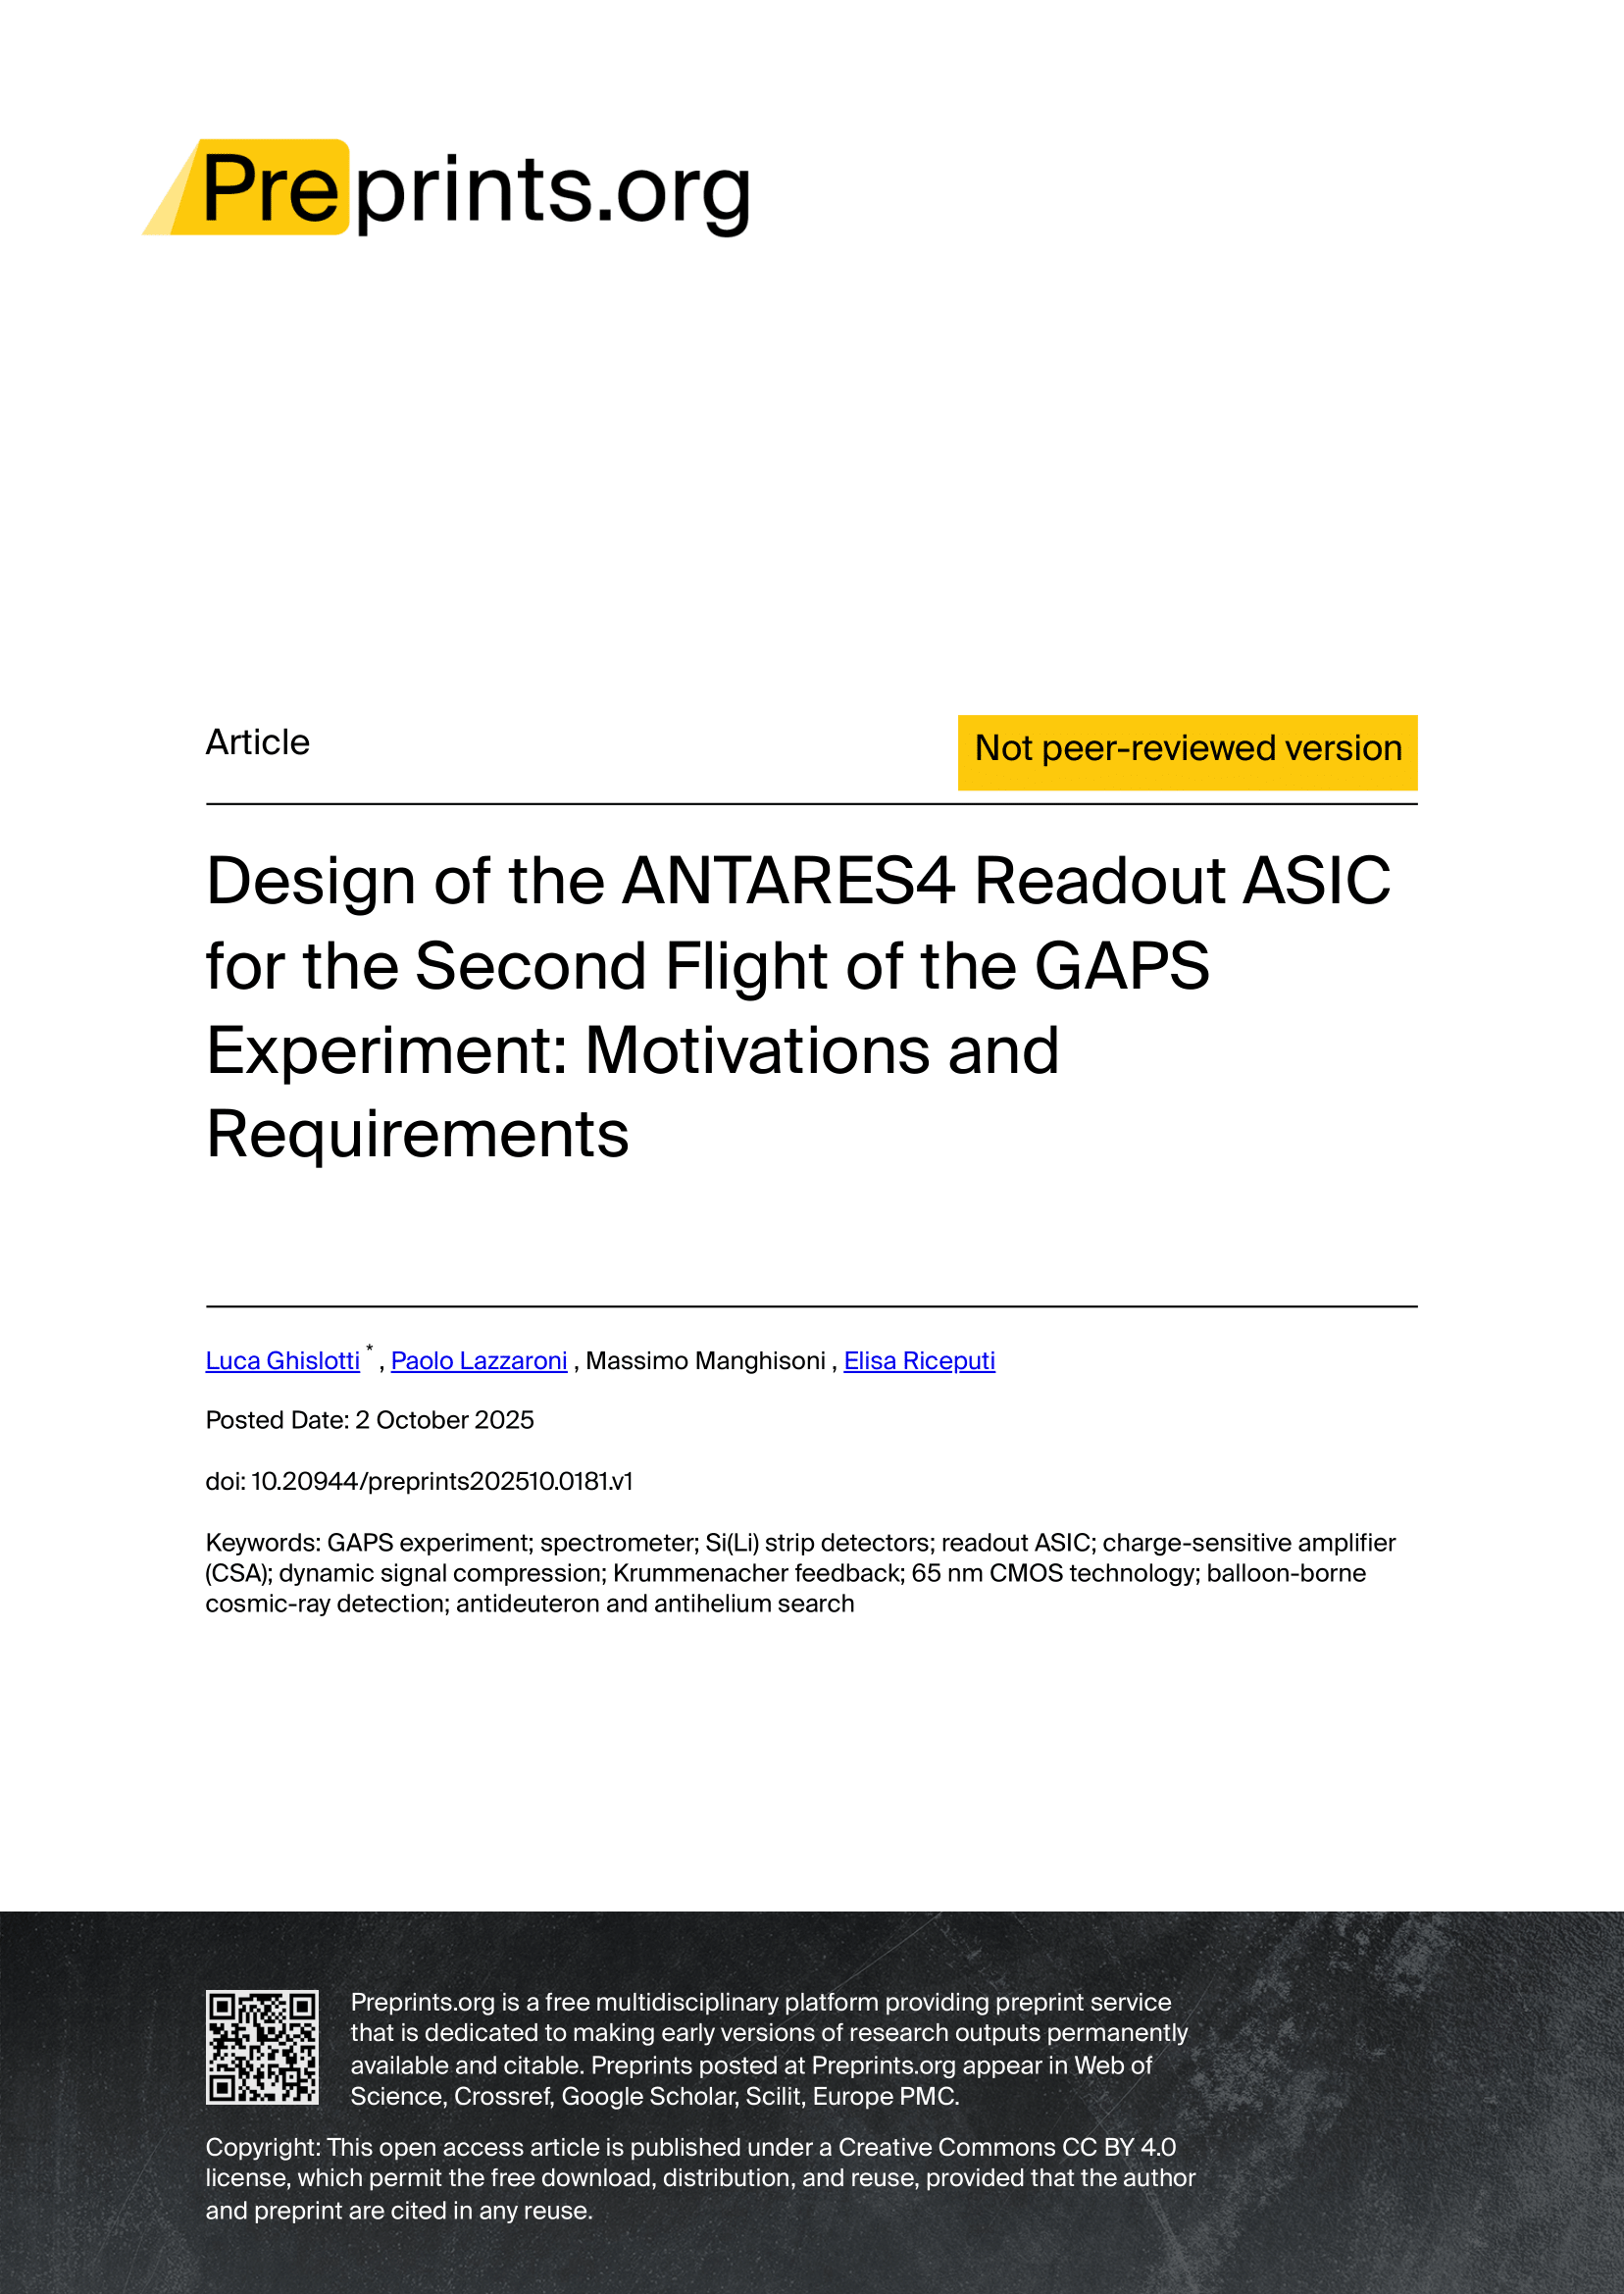 Preprints.org
Article
Not peer-reviewed version
Design of the ANTARES4 Readout ASIC
for the Second Flight of the GAPS
Experiment: Motivations and
Requirements
Luca Ghislotti * , Paolo Lazzaroni , Massimo Manghisoni , Elisa Riceputi
Posted Date: 2 October 2025
doi: 10.20944/preprints202510.0181.v1
Keywords: GAPS experiment; spectrometer; Si(Li) strip detectors; readout ASIC; charge-sensitive amplifier
(CSA); dynamic signal compression; Krummenacher feedback; 65 nm CMOS technology; balloon-borne
cosmic-ray detection; antideuteron and antihelium search
Preprints.org is a free multidisciplinary platform providing preprint service
that is dedicated to making early versions of research outputs permanently
available and citable. Preprints posted at Preprints.org appear in Web of
Science, Crossref, Google Scholar, Scilit, Europe PMC.
Copyright: This open access article is published under a Creative Commons CC BY 4.0
license, which permit the free download, distribution, and reuse, provided that the author
and preprint are cited in any reuse.